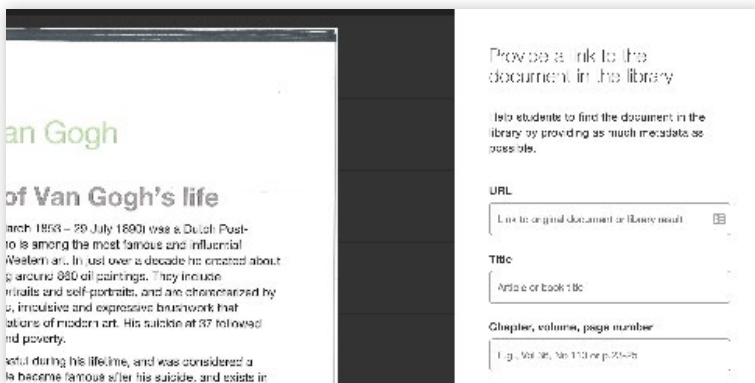 an Gogh
of Van Gogh's life
arch 1853 – 29 July 1890) was a Dutch Post-
o is among the most famous and influential
Western art. In just over a decade he created about
g around 860 oil paintings. They include
rtraits and self-portraits, and are characterized by
s, impulsive and expressive brushwork that
ations of modern art. His suicide at 37 followed
nd poverty.
ssful during his lifetime, and was considered a
He became famous after his suicide, and exists in
Provide a link to the
document in the library
Help students to find the document in the
library by providing as much metadata as
possible.
URL
Link to original document or library result
Title
Article or book title
Chapter, volume, page number
E.g., Vol 36, No 113 or p.23-25